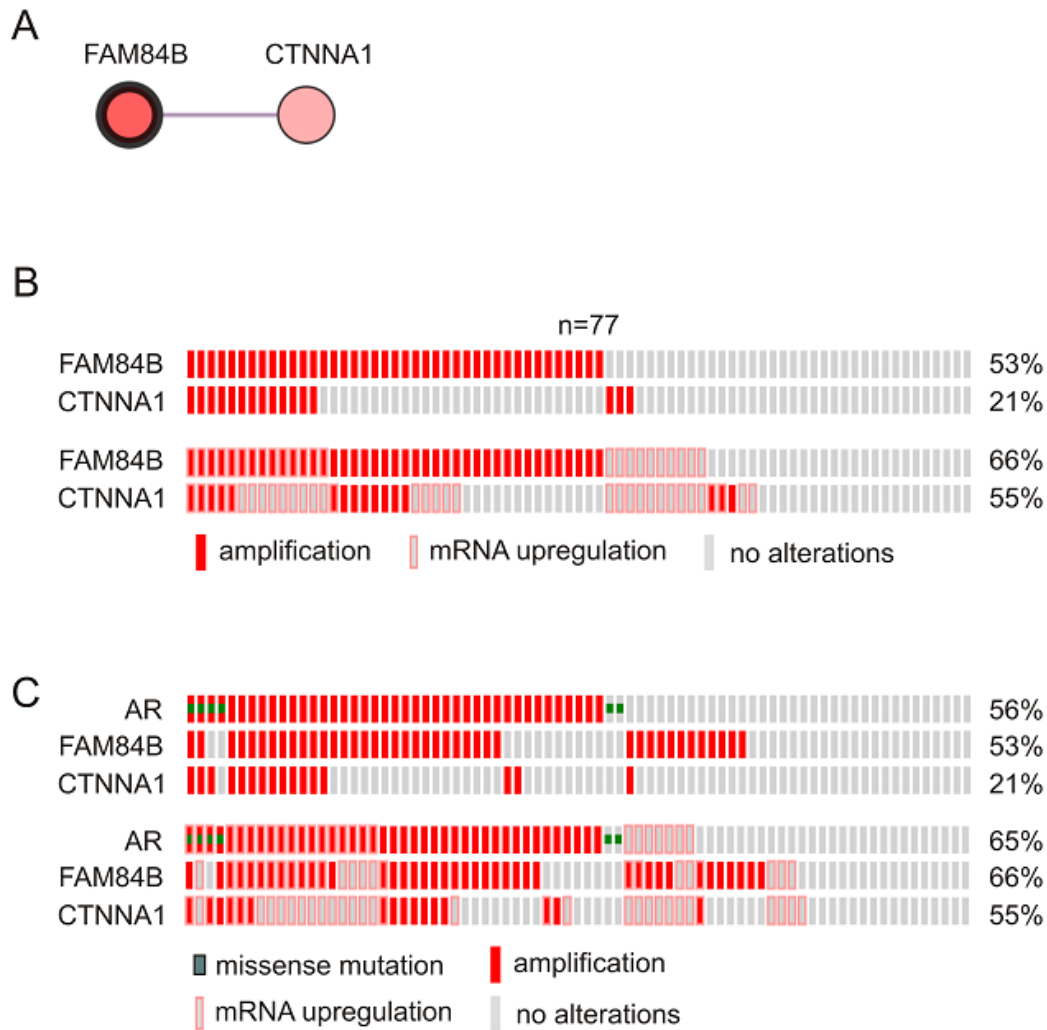 A
FAM84B CTNNA1
B
n=77
FAM84B 53%
CTNNA1 21%
FAM84B 66%
CTNNA1 55%
amplification mRNA upregulation no alterations
C
AR 56%
FAM84B 53%
CTNNA1 21%
AR 65%
FAM84B 66%
CTNNA1 55%
missense mutation amplification
mRNA upregulation no alterations